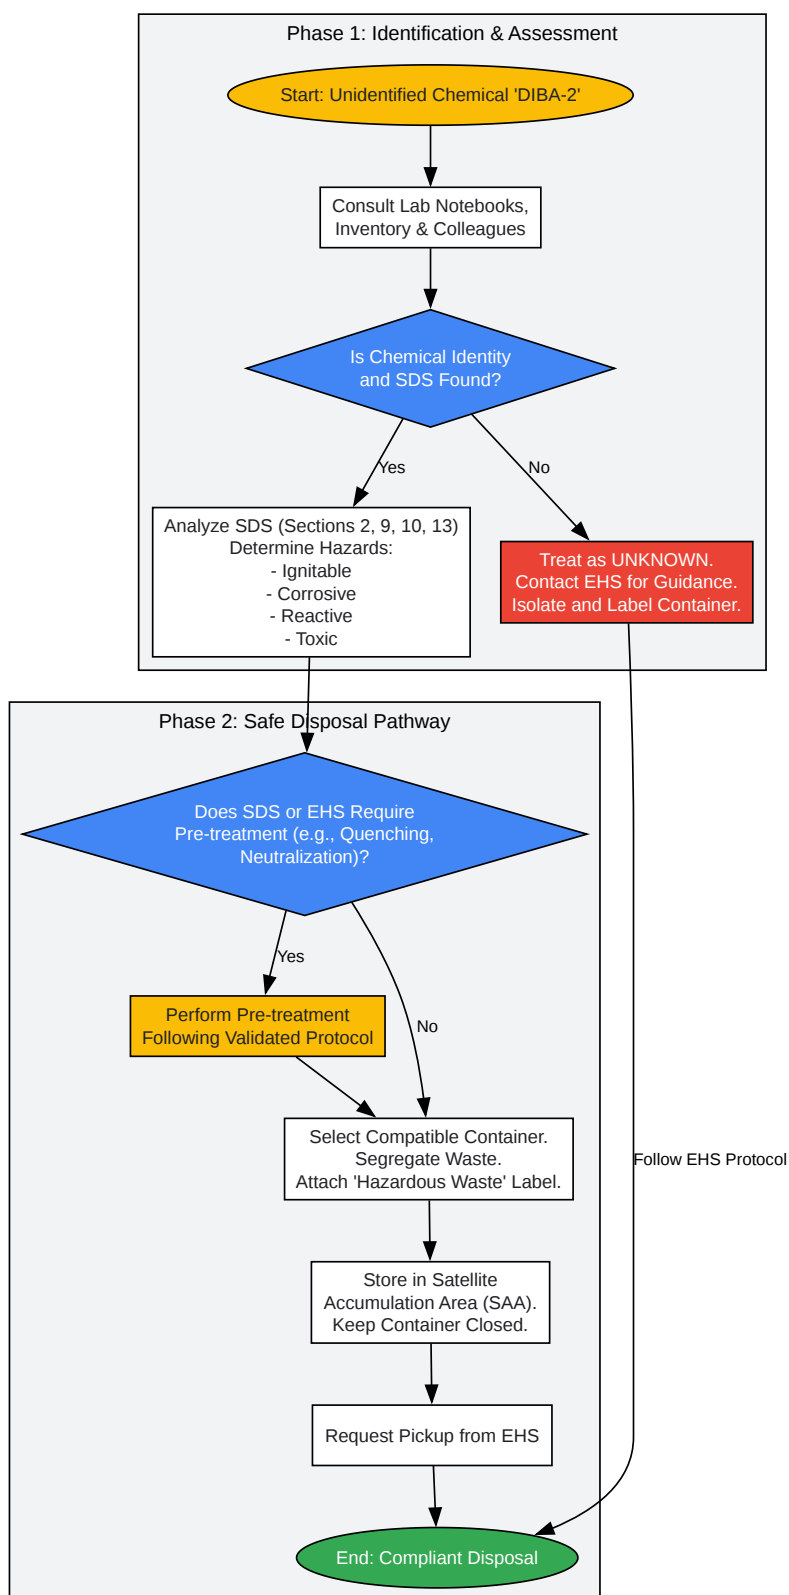 Phase 1: Identification & Assessment
Start: Unidentified Chemical 'DIBA-2'
Consult Lab Notebooks,
Inventory & Colleagues
Is Chemical Identity
and SDS Found?
Yes
No
Analyze SDS (Sections 2, 9, 10, 13)
Determine Hazards:
- Ignitable
- Corrosive
- Reactive
- Toxic
Treat as UNKNOWN.
Contact EHS for Guidance.
Isolate and Label Container.
Phase 2: Safe Disposal Pathway
Does SDS or EHS Require
Pre-treatment (e.g., Quenching,
Neutralization)?
Yes
No
Perform Pre-treatment
Following Validated Protocol
Select Compatible Container.
Segregate Waste.
Attach 'Hazardous Waste' Label.
Follow EHS Protocol
Store in Satellite
Accumulation Area (SAA).
Keep Container Closed.
Request Pickup from EHS
End: Compliant Disposal